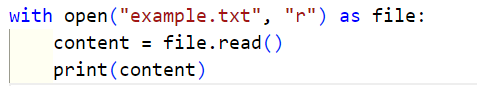 with open("example.txt", "r") as file:
    content = file.read()
    print(content)